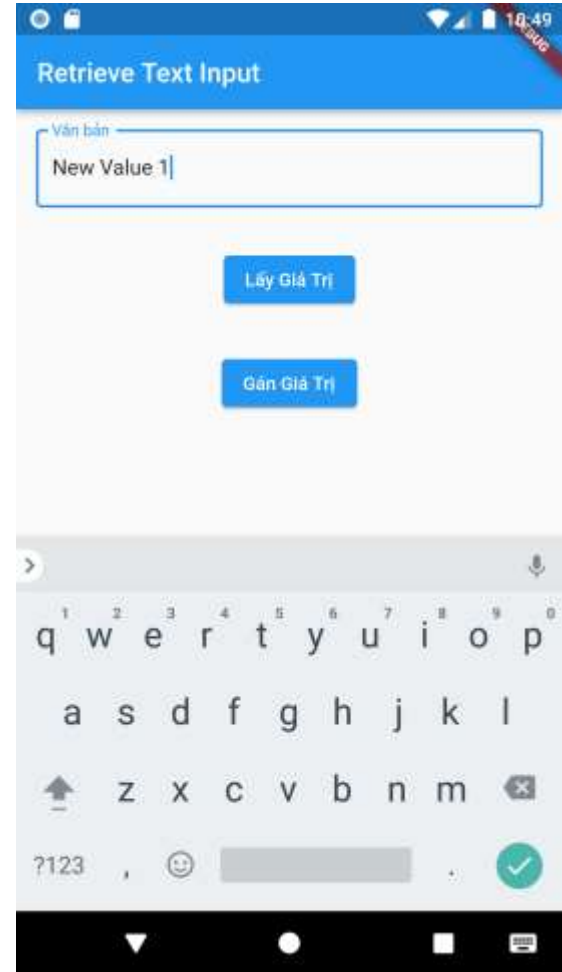 10:49
DEBUG
Retrieve Text Input
Văn bản
New Value 1
Lấy Giá Trị
Gán Giá Trị
1 2 3 4 5 6 7 8 9 0
q w e r t y u i o p
a s d f g h j k l
z x c v b n m
?123 , .